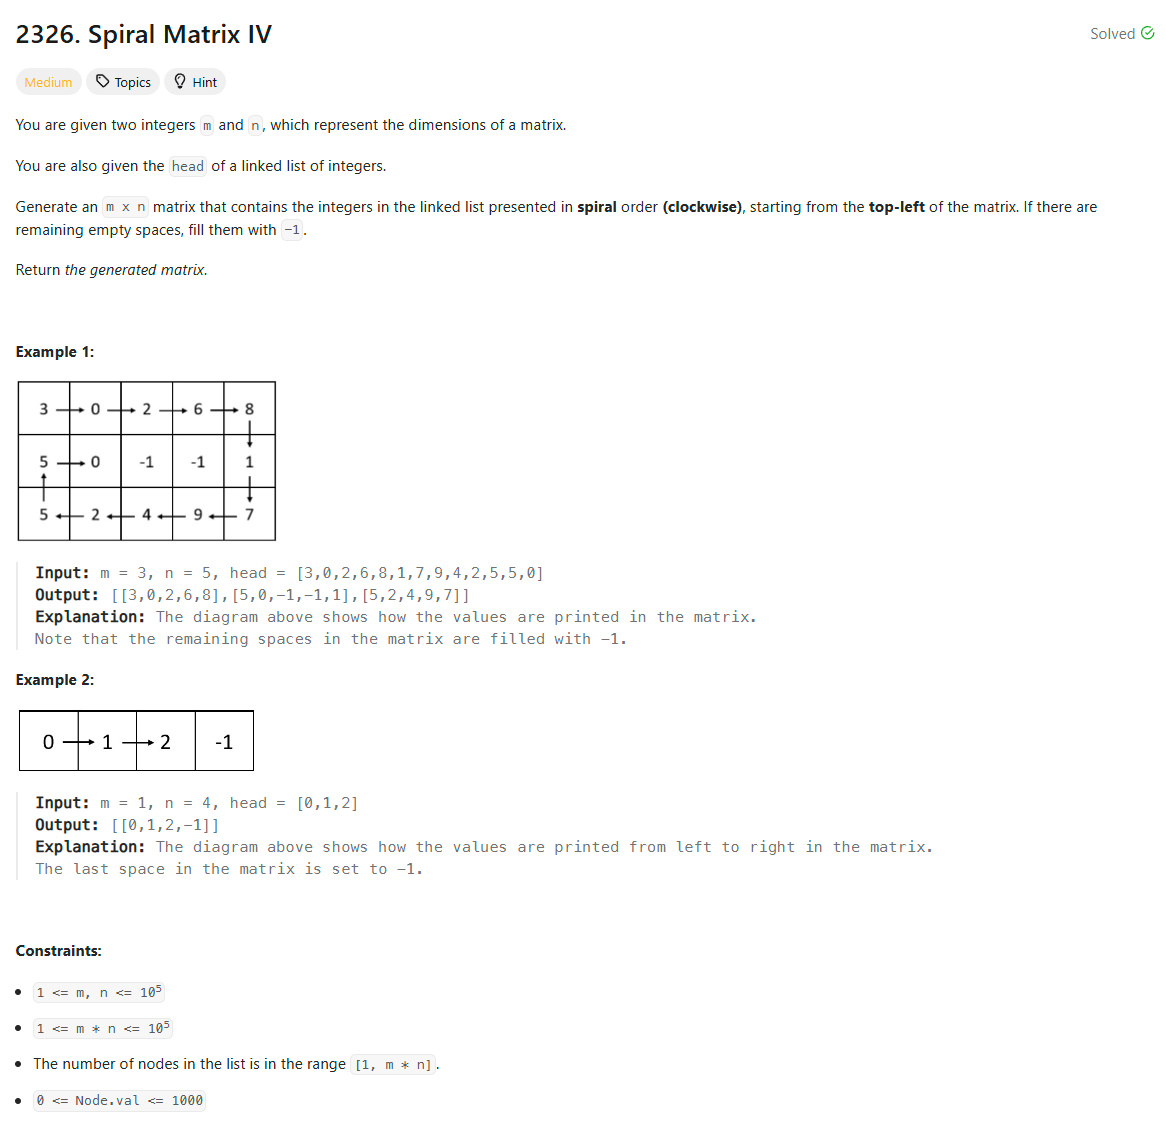 2326. Spiral Matrix IV
Solved
Medium Topics Hint
You are given two integers m and n, which represent the dimensions of a matrix.
You are also given the head of a linked list of integers.
Generate an m x n matrix that contains the integers in the linked list presented in spiral order (clockwise), starting from the top-left of the matrix. If there are
remaining empty spaces, fill them with -1.
Return the generated matrix.
Example 1:
3 0 2 6 8
5 0 -1 -1 1
5 2 4 9 7
Input: m = 3, n = 5, head = [3,0,2,6,8,1,7,9,4,2,5,5,0]
Output: [[3,0,2,6,8],[5,0,-1,-1,1],[5,2,4,9,7]]
Explanation: The diagram above shows how the values are printed in the matrix.
Note that the remaining spaces in the matrix are filled with -1.
Example 2:
0 1 2 -1
Input: m = 1, n = 4, head = [0,1,2]
Output: [[0,1,2,-1]]
Explanation: The diagram above shows how the values are printed from left to right in the matrix.
The last space in the matrix is set to -1.
Constraints:
• 1 <= m, n <= 10⁵
• 1 <= m * n <= 10⁵
• The number of nodes in the list is in the range [1, m * n].
• 0 <= Node.val <= 1000